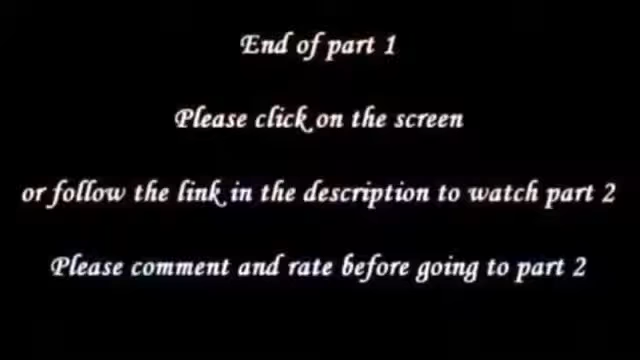 End of part 1
Please click on the screen
or follow the link in the description to watch part 2
Please comment and rate before going to part 2